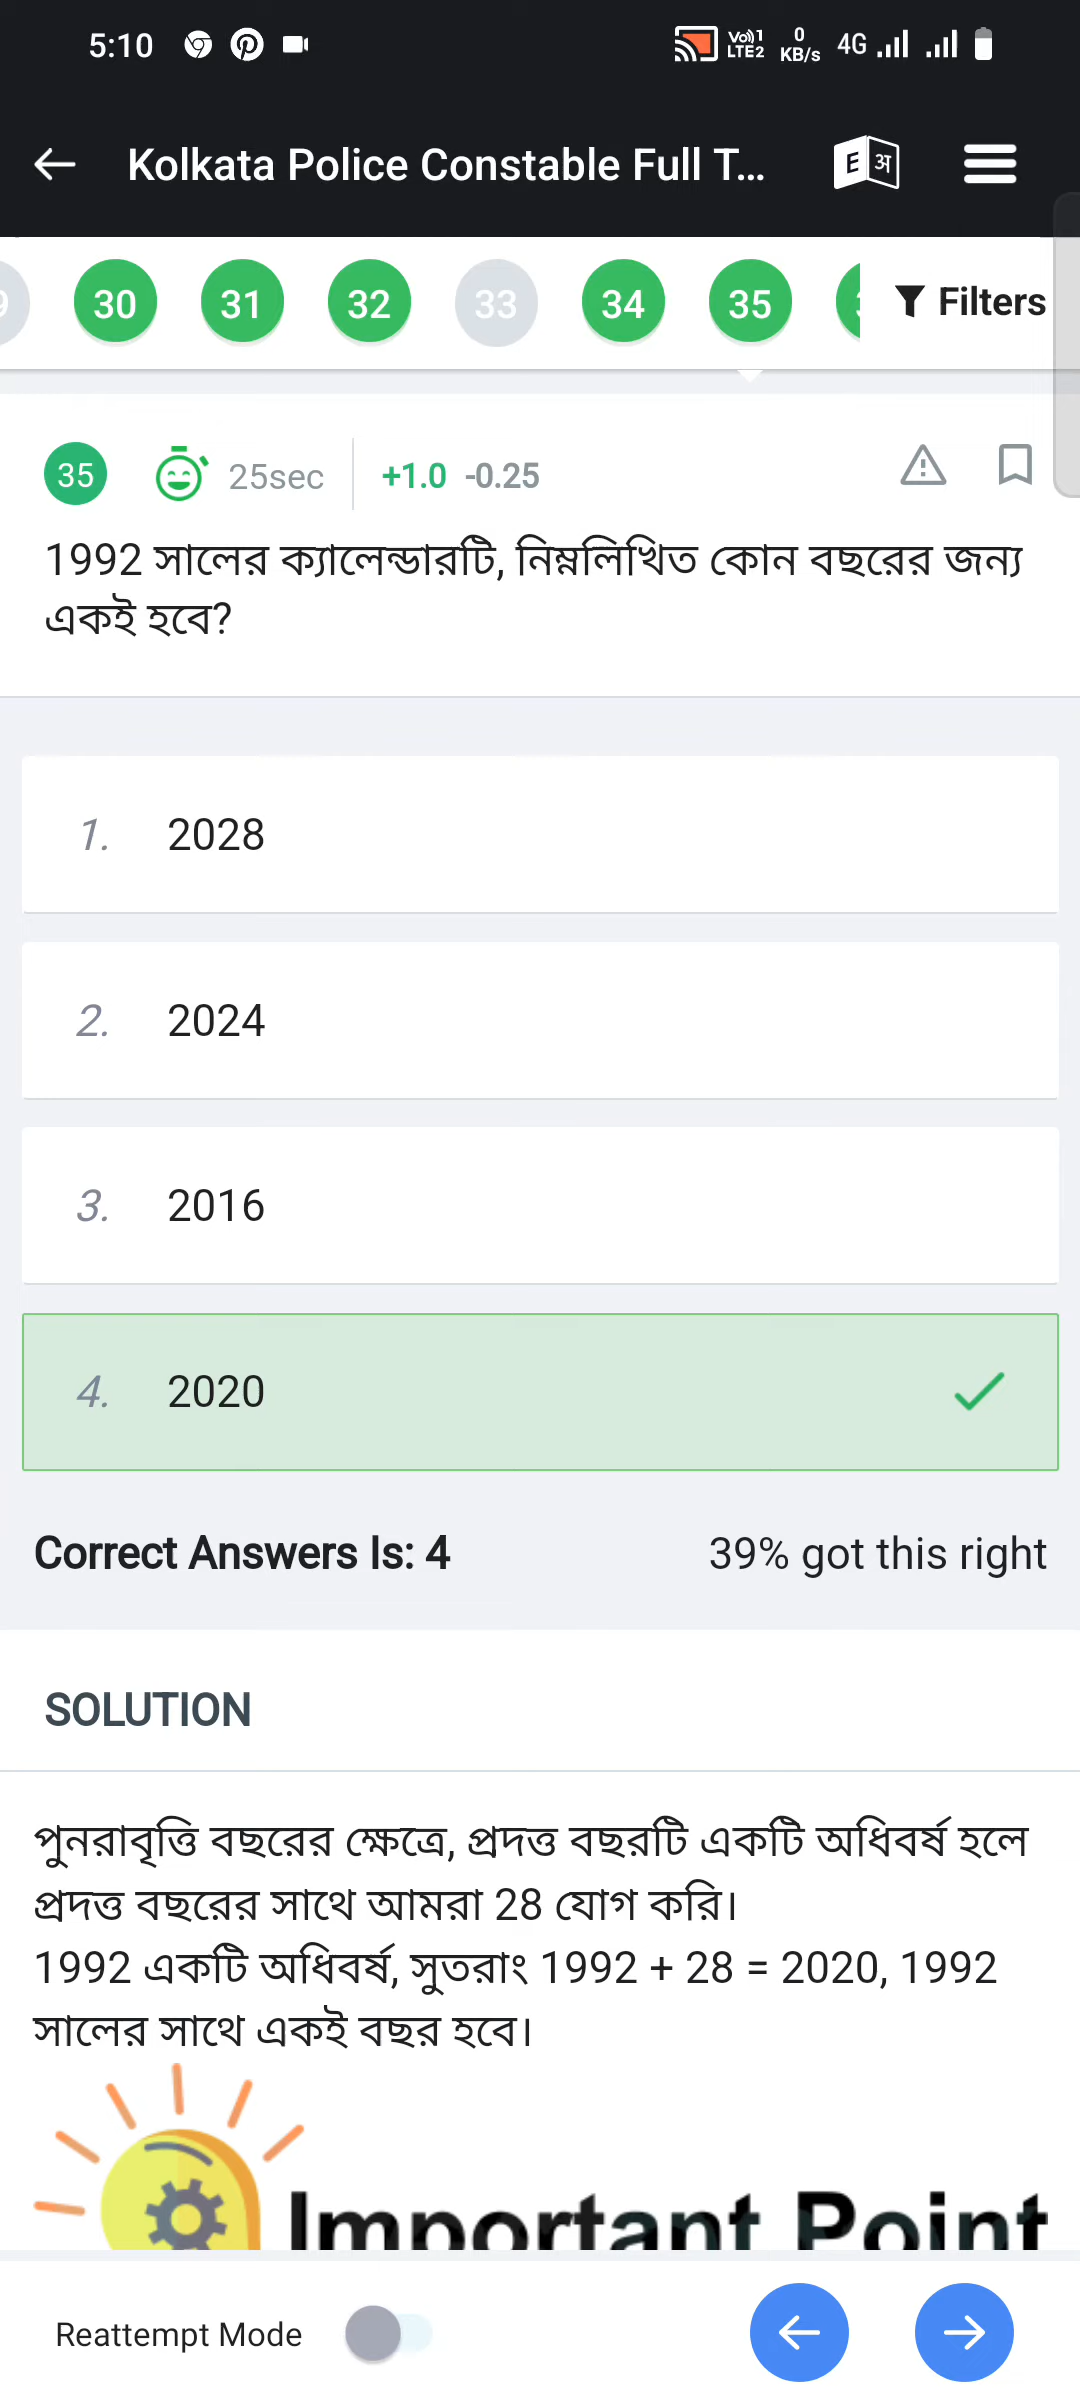 5:10
Vo)) 1
LTE2
0
KB/s
4G
Kolkata Police Constable Full T...
E अ
30 31 32 33 34 35
Filters
35 25sec +1.0 -0.25
1992 সালের ক্যালেন্ডারটি, নিম্নলিখিত কোন বছরের জন্য
একই হবে?
1. 2028
2. 2024
3. 2016
4. 2020
Correct Answers Is: 4 39% got this right
SOLUTION
পুনরাবৃত্তি বছরের ক্ষেত্রে, প্রদত্ত বছরটি একটি অধিবর্ষ হলে
প্রদত্ত বছরের সাথে আমরা 28 যোগ করি।
1992 একটি অধিবর্ষ, সুতরাং 1992 + 28 = 2020, 1992
সালের সাথে একই বছর হবে।
Important Point
Reattempt Mode